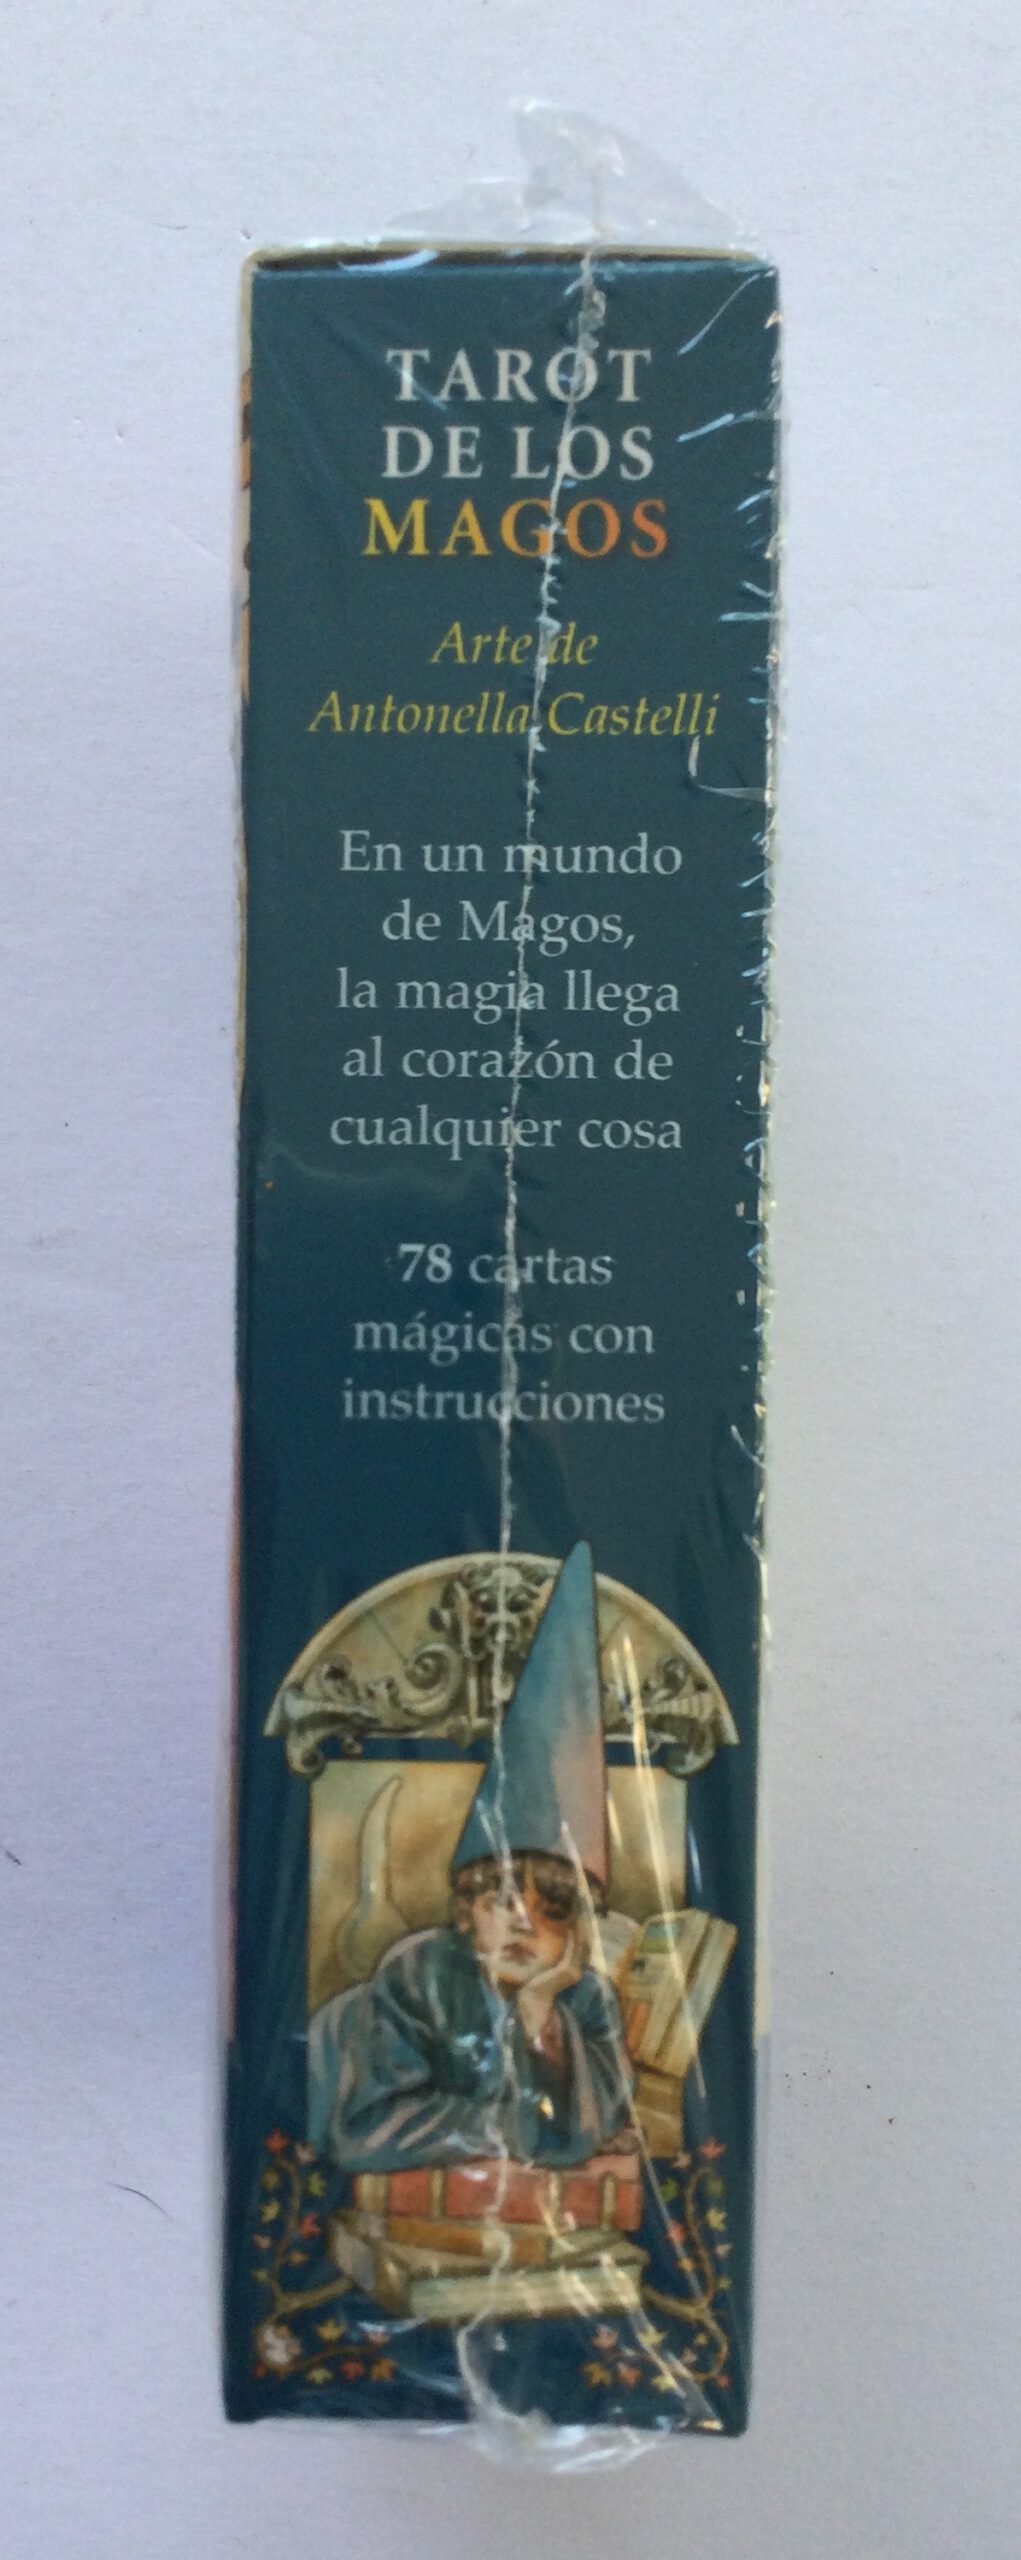 TAROT
DE LOS
MAGOS
Arte de
Antonella Castelli
En un mundo
de Magos,
la magia llega
al corazón de
cualquier cosa
78 cartas
mágicas con
instrucciones